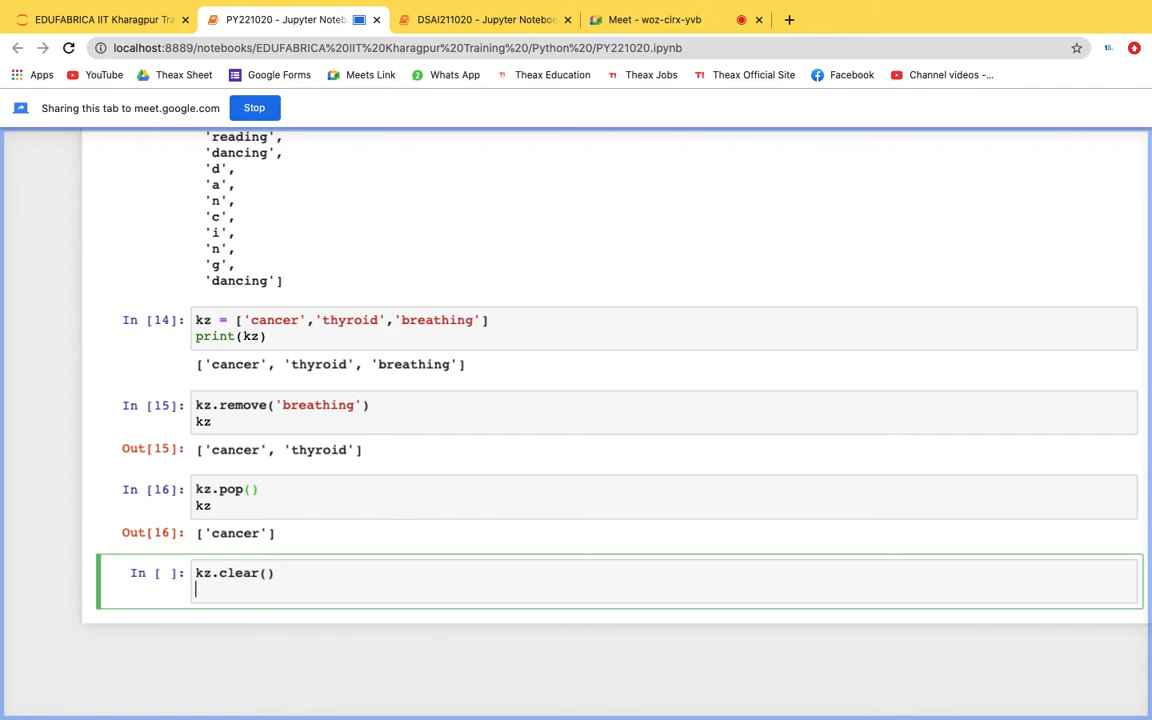 EDUFABRICA IIT Kharagpur Tra
PY221020 - Jupyter Noteb
DSAI211020 - Jupyter Noteboo
Meet - woz-cirx-yvb
localhost:8889/notebooks/EDUFABRICA%20IIT%20Kharagpur%20Training%20/Python%20/PY221020.ipynb
Apps
YouTube
Theax Sheet
Google Forms
Meets Link
Whats App
Theax Education
Theax Jobs
Theax Official Site
Facebook
Channel videos -...
Sharing this tab to meet.google.com
Stop
'reading',
'dancing',
'd',
'a',
'n',
'c',
'i',
'n',
'g',
'dancing']
In [14]: kz = ['cancer','thyroid','breathing']
print(kz)
['cancer', 'thyroid', 'breathing']
In [15]: kz.remove('breathing')
kz
Out[15]: ['cancer', 'thyroid']
In [16]: kz.pop()
kz
Out[16]: ['cancer']
In [ ]: kz.clear()